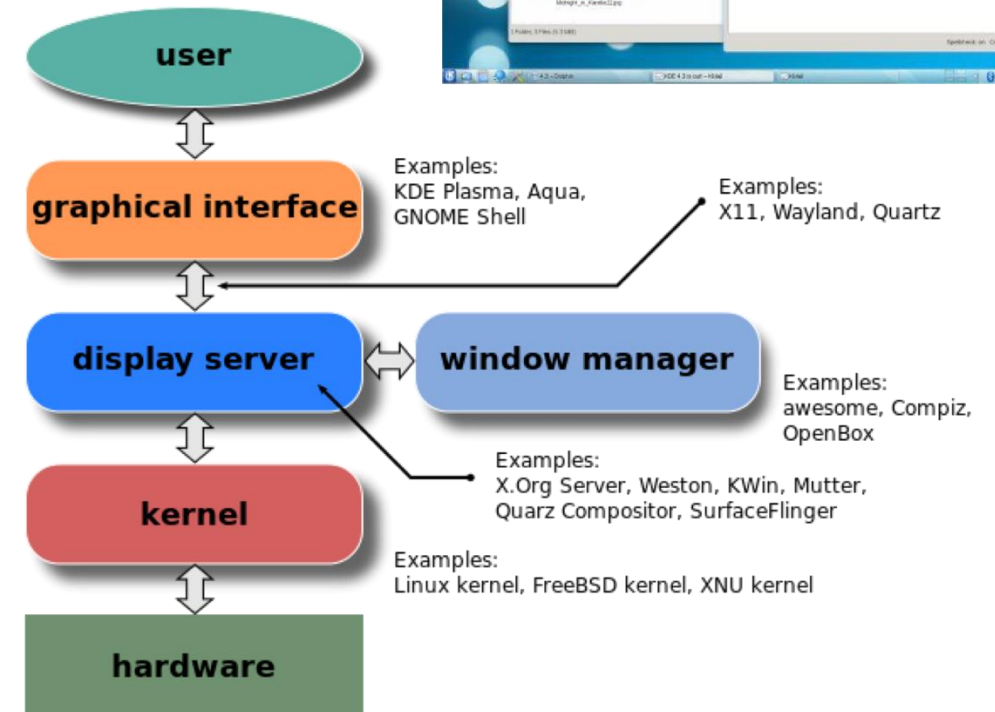 Midnight_in_Karelia22.jpg
user
graphical interface
Examples:
KDE Plasma, Aqua,
GNOME Shell
Examples:
X11, Wayland, Quartz
display server
window manager
Examples:
awesome, Compiz,
OpenBox
Examples:
X.Org Server, Weston, KWin, Mutter,
Quarz Compositor, SurfaceFlinger
kernel
Examples:
Linux kernel, FreeBSD kernel, XNU kernel
hardware